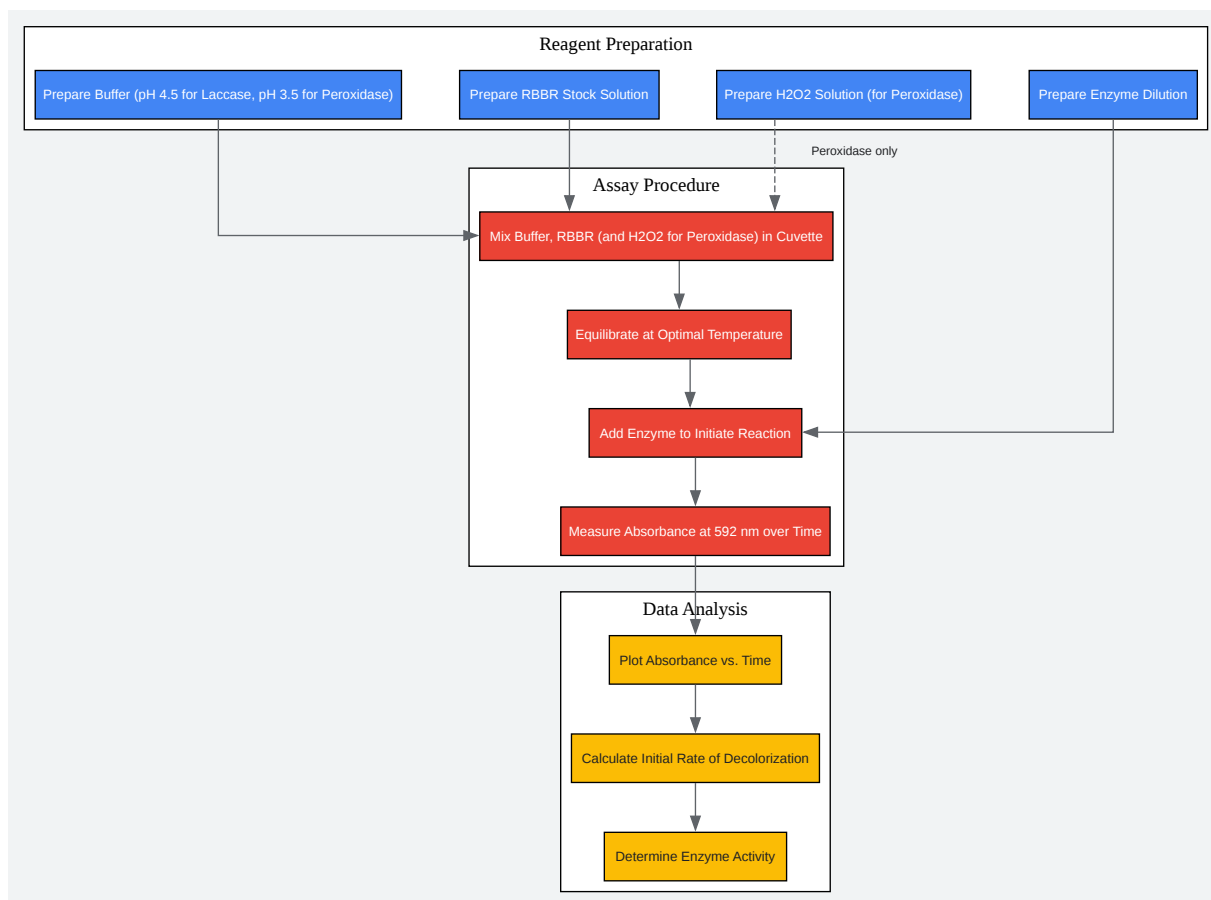 Reagent Preparation
Prepare Buffer (pH 4.5 for Laccase, pH 3.5 for Peroxidase)
Prepare RBBR Stock Solution
Prepare H2O2 Solution (for Peroxidase)
Prepare Enzyme Dilution
Peroxidase only
Assay Procedure
Mix Buffer, RBBR (and H2O2 for Peroxidase) in Cuvette
Equilibrate at Optimal Temperature
Add Enzyme to Initiate Reaction
Measure Absorbance at 592 nm over Time
Data Analysis
Plot Absorbance vs. Time
Calculate Initial Rate of Decolorization
Determine Enzyme Activity